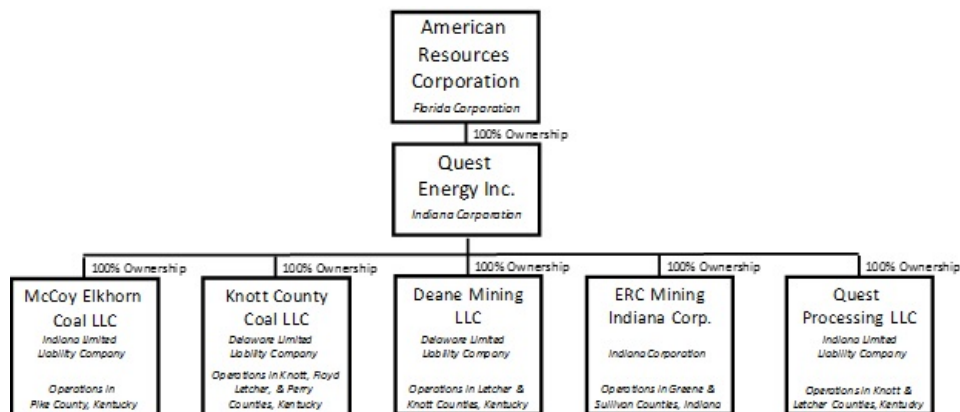 American
Resources
Corporation
Florida Corporation
100% Ownership
Quest
Energy Inc.
Indiana Corporation
100% Ownership
100% Ownership
100% Ownership
100% Ownership
100% Ownership
McCoy Elkhorn
Coal LLC
Indiana Limited
Liability Company
Operations in
Pike County, Kentucky
Knott County
Coal LLC
Delaware Limited
Liability Company
Operations in Knott, Floyd
Letcher, & Perry
Counties, Kentucky
Deane Mining
LLC
Delaware Limited
Liability Company
Operations in Letcher &
Knott Counties, Kentucky
ERC Mining
Indiana Corp.
Indiana Corporation
Operations in Greene &
Sullivan Counties, Indiana
Quest
Processing LLC
Indiana Limited
Liability Company
Operations in Knott &
Letcher Counties, Kentucky